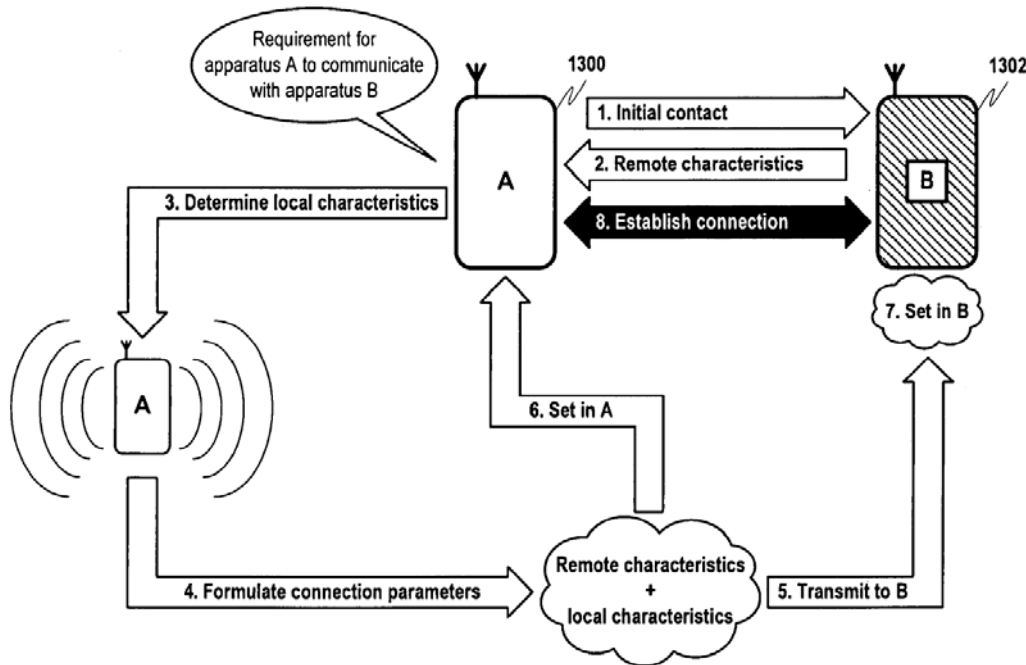 Requirement for
apparatus A to communicate
with apparatus B
1300
1302
1. Initial contact
2. Remote characteristics
A
B
3. Determine local characteristics
8. Establish connection
7. Set in B
A
6. Set in A
Remote characteristics
+
local characteristics
4. Formulate connection parameters
5. Transmit to B